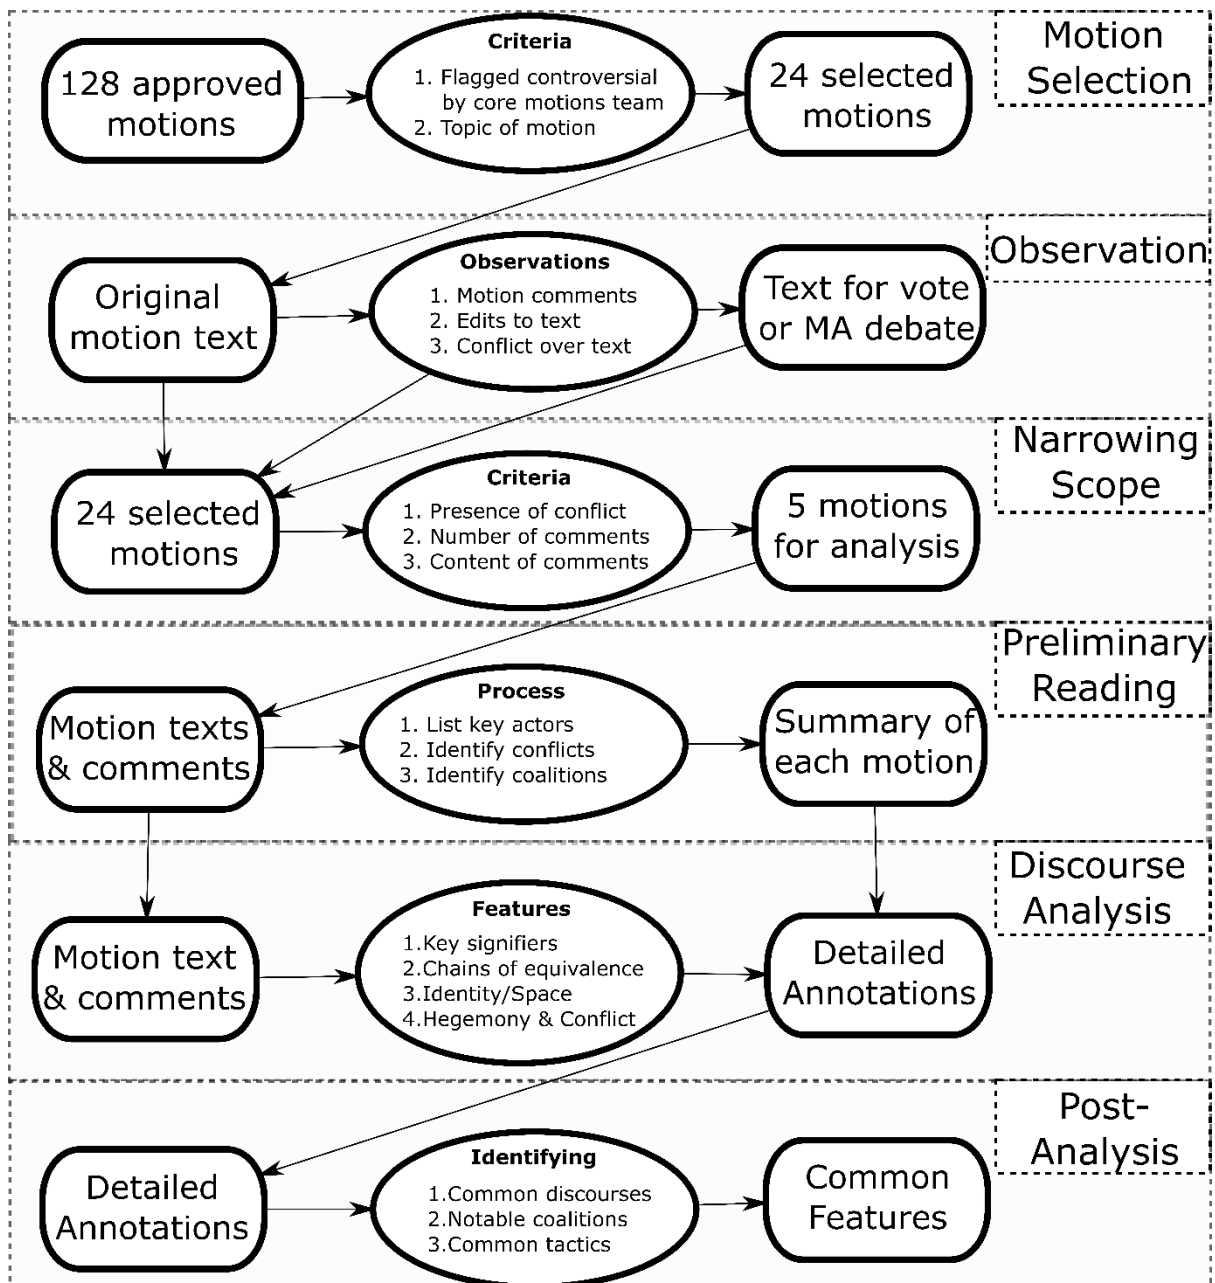 128 approved
motions
Criteria
1. Flagged controversial
by core motions team
2. Topic of motion
24 selected
motions
Motion
Selection
Original
motion text
Observations
1. Motion comments
2. Edits to text
3. Conflict over text
Text for vote
or MA debate
Observation
24 selected
motions
Criteria
1. Presence of conflict
2. Number of comments
3. Content of comments
5 motions
for analysis
Narrowing
Scope
Motion texts
& comments
Process
1. List key actors
2. Identify conflicts
3. Identify coalitions
Summary of
each motion
Preliminary
Reading
Motion text
& comments
Features
1.Key signifiers
2.Chains of equivalence
3.Identity/Space
4.Hegemony & Conflict
Detailed
Annotations
Discourse
Analysis
Detailed
Annotations
Identifying
1.Common discourses
2.Notable coalitions
3.Common tactics
Common
Features
Post-
Analysis